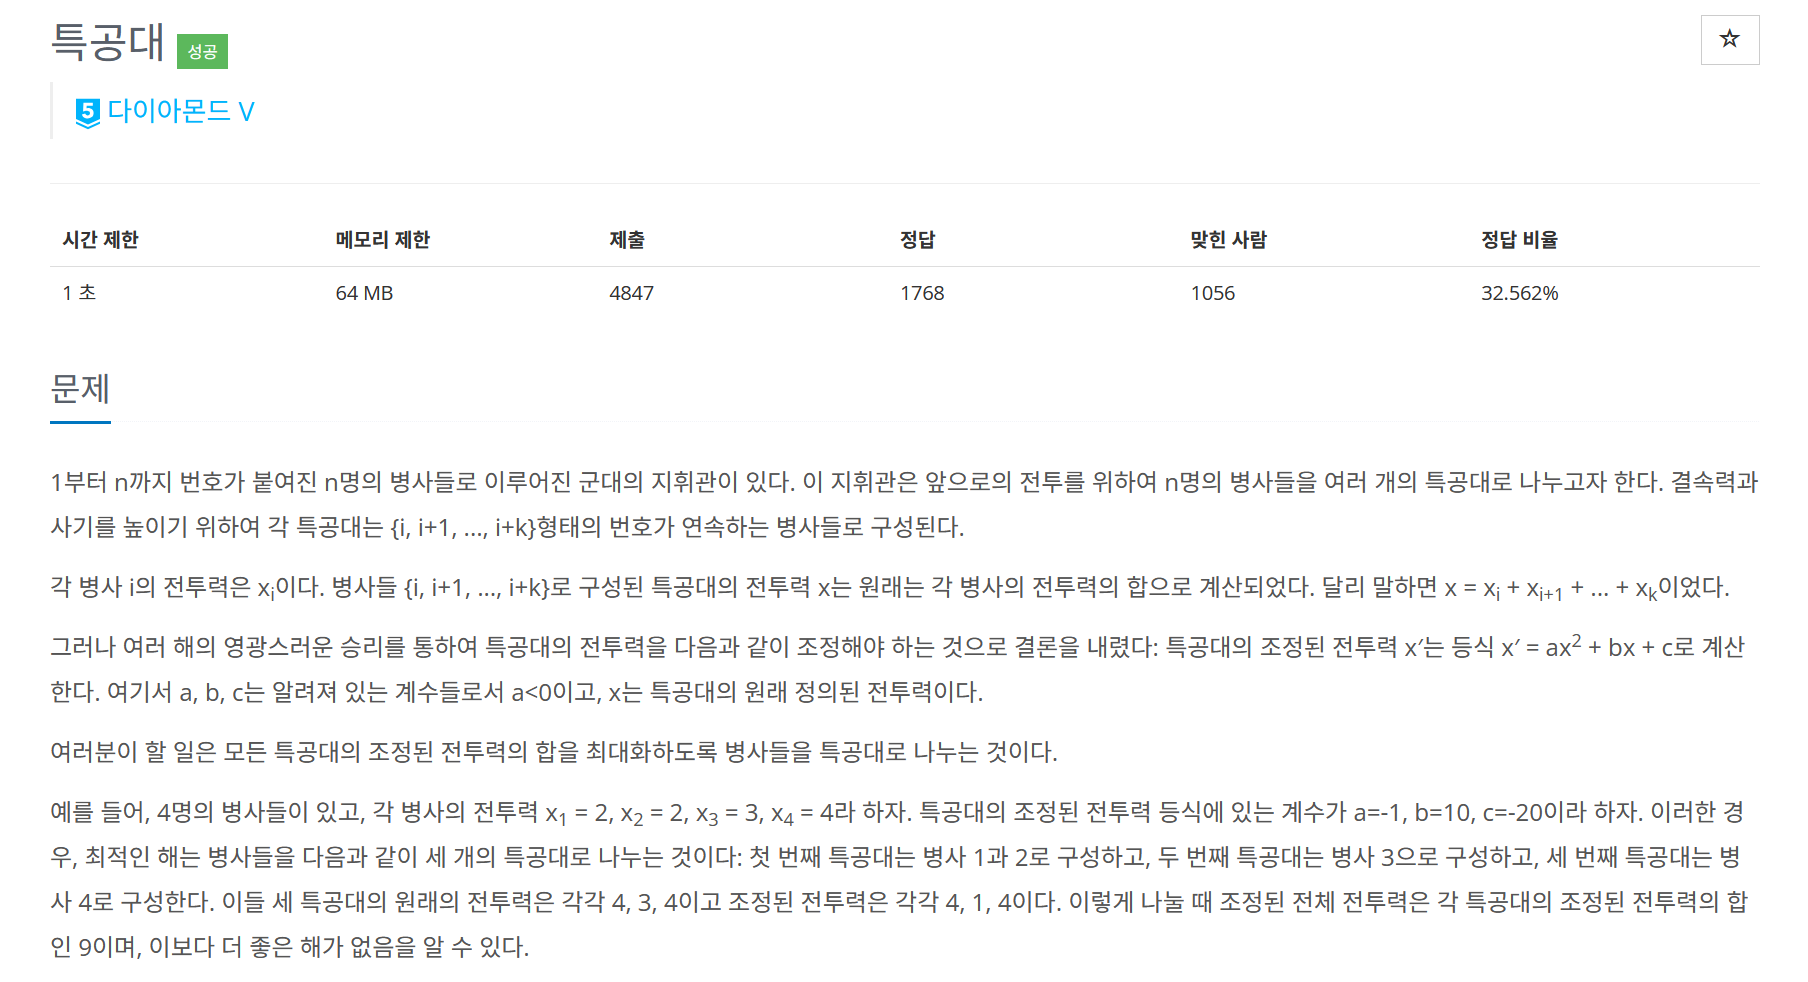 특공대 성공
☆
5 다이아몬드 V
시간 제한 메모리 제한 제출 정답 맞힌 사람 정답 비율
1 초 64 MB 4847 1768 1056 32.562%
문제
1부터 n까지 번호가 붙여진 n명의 병사들로 이루어진 군대의 지휘관이 있다. 이 지휘관은 앞으로의 전투를 위하여 n명의 병사들을 여러 개의 특공대로 나누고자 한다. 결속력과
사기를 높이기 위하여 각 특공대는 {i, i+1, ..., i+k}형태의 번호가 연속하는 병사들로 구성된다.
각 병사 i의 전투력은 xᵢ이다. 병사들 {i, i+1, ..., i+k}로 구성된 특공대의 전투력 x는 원래는 각 병사의 전투력의 합으로 계산되었다. 달리 말하면 x = xᵢ + xᵢ₊₁ + ... + xₖ이었다.
그러나 여러 해의 영광스러운 승리를 통하여 특공대의 전투력을 다음과 같이 조정해야 하는 것으로 결론을 내렸다: 특공대의 조정된 전투력 x′는 등식 x′ = ax² + bx + c로 계산
한다. 여기서 a, b, c는 알려져 있는 계수들로서 a<0이고, x는 특공대의 원래 정의된 전투력이다.
여러분이 할 일은 모든 특공대의 조정된 전투력의 합을 최대화하도록 병사들을 특공대로 나누는 것이다.
예를 들어, 4명의 병사들이 있고, 각 병사의 전투력 x₁ = 2, x₂ = 2, x₃ = 3, x₄ = 4라 하자. 특공대의 조정된 전투력 등식에 있는 계수가 a=-1, b=10, c=-20이라 하자. 이러한 경
우, 최적인 해는 병사들을 다음과 같이 세 개의 특공대로 나누는 것이다: 첫 번째 특공대는 병사 1과 2로 구성하고, 두 번째 특공대는 병사 3으로 구성하고, 세 번째 특공대는 병
사 4로 구성한다. 이들 세 특공대의 원래의 전투력은 각각 4, 3, 4이고 조정된 전투력은 각각 4, 1, 4이다. 이렇게 나눌 때 조정된 전체 전투력은 각 특공대의 조정된 전투력의 합
인 9이며, 이보다 더 좋은 해가 없음을 알 수 있다.